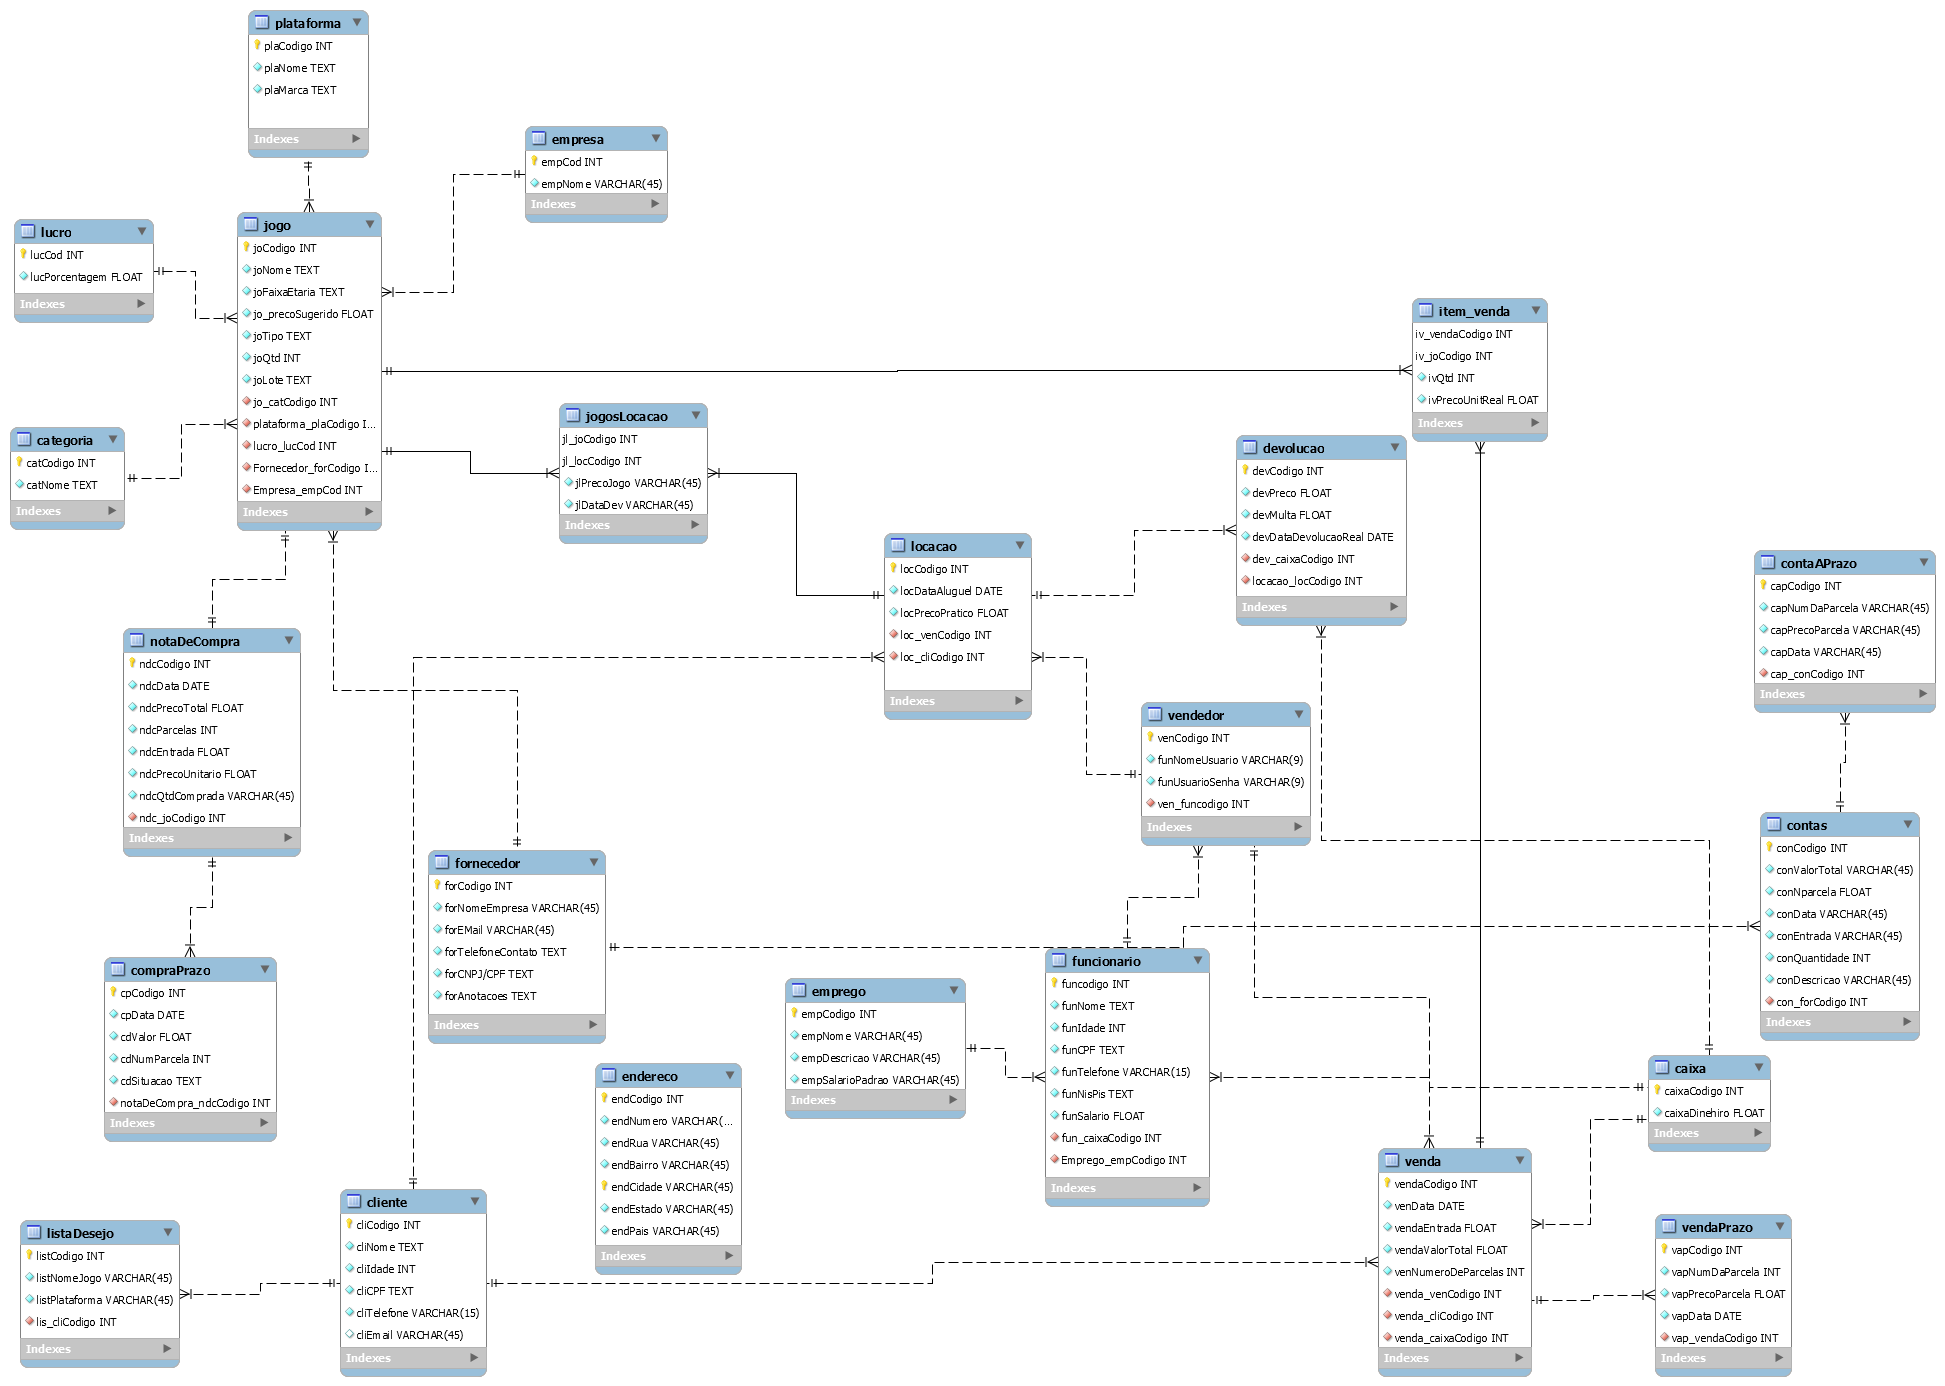 plataforma
plaCodigo INT
plaNome TEXT
plaMarca TEXT
Indexes
empresa
empCod INT
empNome VARCHAR(45)
Indexes
lucro
lucCod INT
lucPorcentagem FLOAT
Indexes
jogo
joCodigo INT
joNome TEXT
joFaixaEtaria TEXT
jo_precoSugerido FLOAT
joTipo TEXT
joQtd INT
joLote TEXT
jo_catCodigo INT
plataforma_plaCodigo I...
lucro_lucCod INT
Fornecedor_forCodigo I...
Empresa_empCod INT
Indexes
item_venda
iv_vendaCodigo INT
iv_joCodigo INT
ivQtd INT
ivPrecoUnitReal FLOAT
Indexes
categoria
catCodigo INT
catNome TEXT
Indexes
jogosLocacao
jl_joCodigo INT
jl_locCodigo INT
jlPrecoJogo VARCHAR(45)
jlDataDev VARCHAR(45)
Indexes
devolucao
devCodigo INT
devPreco FLOAT
devMulta FLOAT
devDataDevolucaoReal DATE
dev_caixaCodigo INT
locacao_locCodigo INT
Indexes
locacao
locCodigo INT
locDataAluguel DATE
locPrecoPratico FLOAT
loc_venCodigo INT
loc_cliCodigo INT
Indexes
contaAPrazo
capCodigo INT
capNumDaParcela VARCHAR(45)
capPrecoParcela VARCHAR(45)
capData VARCHAR(45)
cap_conCodigo INT
Indexes
notaDeCompra
ndcCodigo INT
ndcData DATE
ndcPrecoTotal FLOAT
ndcParcelas INT
ndcEntrada FLOAT
ndcPrecoUnitario FLOAT
ndcQtdComprada VARCHAR(45)
ndc_joCodigo INT
Indexes
vendedor
venCodigo INT
funNomeUsuario VARCHAR(9)
funUsuarioSenha VARCHAR(9)
ven_funcodigo INT
Indexes
contas
conCodigo INT
conValorTotal VARCHAR(45)
conNparcela FLOAT
conData VARCHAR(45)
conEntrada VARCHAR(45)
conQuantidade INT
conDescricao VARCHAR(45)
con_forCodigo INT
Indexes
fornecedor
forCodigo INT
forNomeEmpresa VARCHAR(45)
forEMail VARCHAR(45)
forTelefoneContato TEXT
forCNPJ/CPF TEXT
forAnotacoes TEXT
Indexes
compraPrazo
cpCodigo INT
cpData DATE
cdValor FLOAT
cdNumParcela INT
cdSituacao TEXT
notaDeCompra_ndcCodigo INT
Indexes
emprego
empCodigo INT
empNome VARCHAR(45)
empDescricao VARCHAR(45)
empSalarioPadrao VARCHAR(45)
Indexes
funcionario
funcodigo INT
funNome TEXT
funIdade INT
funCPF TEXT
funTelefone VARCHAR(15)
funNisPis TEXT
funSalario FLOAT
fun_caixaCodigo INT
Emprego_empCodigo INT
Indexes
caixa
caixaCodigo INT
caixaDinehiro FLOAT
Indexes
endereco
endCodigo INT
endNumero VARCHAR(...
endRua VARCHAR(45)
endBairro VARCHAR(45)
endCidade VARCHAR(45)
endEstado VARCHAR(45)
endPais VARCHAR(45)
Indexes
venda
vendaCodigo INT
venData DATE
vendaEntrada FLOAT
vendaValorTotal FLOAT
venNumeroDeParcelas INT
venda_venCodigo INT
venda_cliCodigo INT
venda_caixaCodigo INT
Indexes
cliente
cliCodigo INT
cliNome TEXT
cliIdade INT
cliCPF TEXT
cliTelefone VARCHAR(15)
cliEmail VARCHAR(45)
Indexes
listaDesejo
listCodigo INT
listNomeJogo VARCHAR(45)
listPlataforma VARCHAR(45)
lis_cliCodigo INT
Indexes
vendaPrazo
vapCodigo INT
vapNumDaParcela INT
vapPrecoParcela FLOAT
vapData DATE
vap_vendaCodigo INT
Indexes